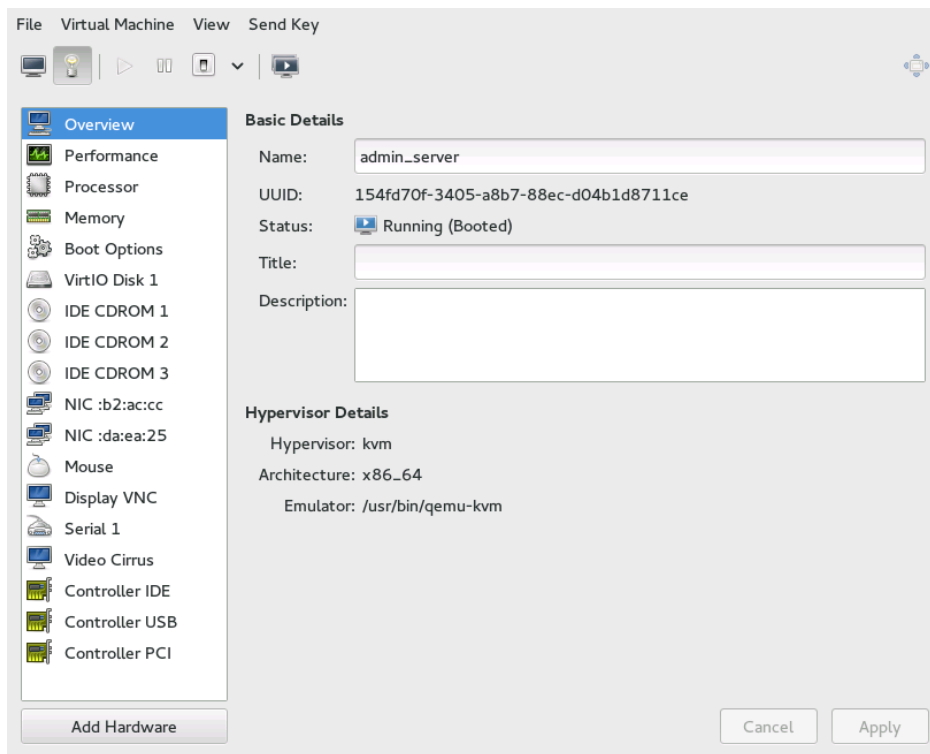 File Virtual Machine View Send Key
Overview
Performance
Processor
Memory
Boot Options
VirtIO Disk 1
IDE CDROM 1
IDE CDROM 2
IDE CDROM 3
NIC :b2:ac:cc
NIC :da:ea:25
Mouse
Display VNC
Serial 1
Video Cirrus
Controller IDE
Controller USB
Controller PCI
Add Hardware
Basic Details
Name: admin_server
UUID: 154fd70f-3405-a8b7-88ec-d04b1d8711ce
Status: Running (Booted)
Title:
Description:
Hypervisor Details
Hypervisor: kvm
Architecture: x86_64
Emulator: /usr/bin/qemu-kvm
Cancel Apply